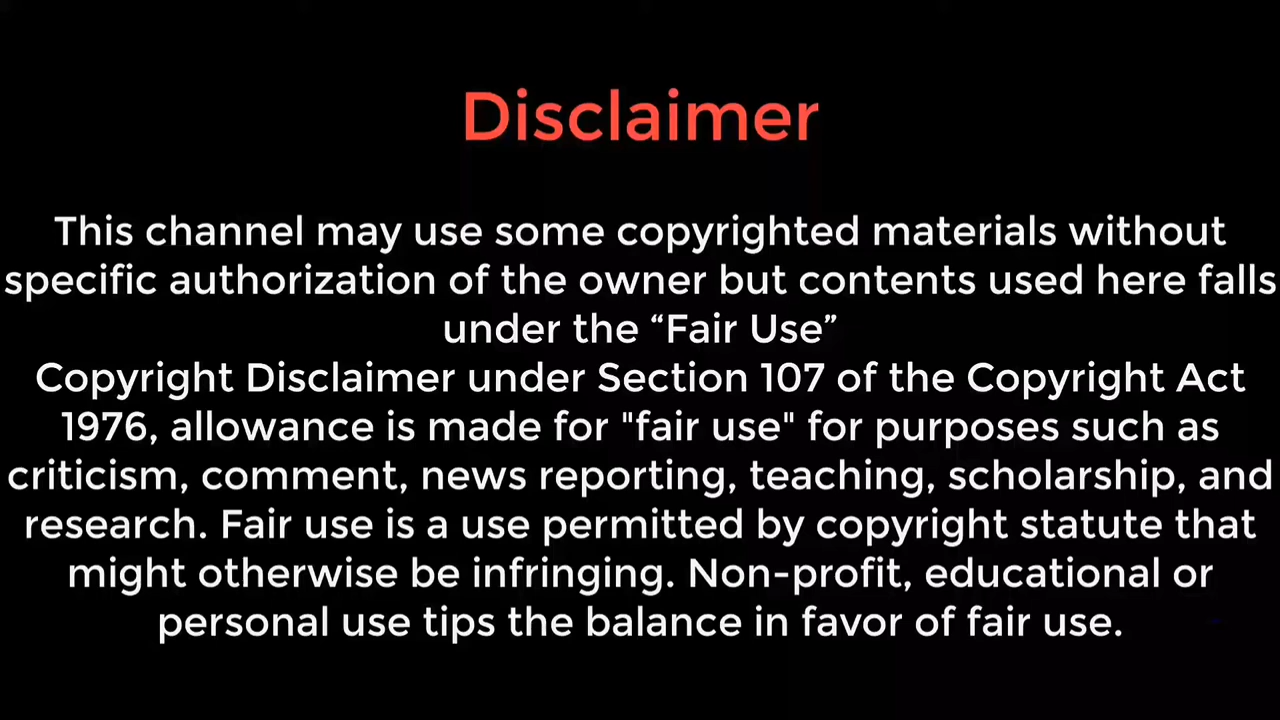 Disclaimer
This channel may use some copyrighted materials without
specific authorization of the owner but contents used here falls
under the “Fair Use”
Copyright Disclaimer under Section 107 of the Copyright Act
1976, allowance is made for "fair use" for purposes such as
criticism, comment, news reporting, teaching, scholarship, and
research. Fair use is a use permitted by copyright statute that
might otherwise be infringing. Non-profit, educational or
personal use tips the balance in favor of fair use.